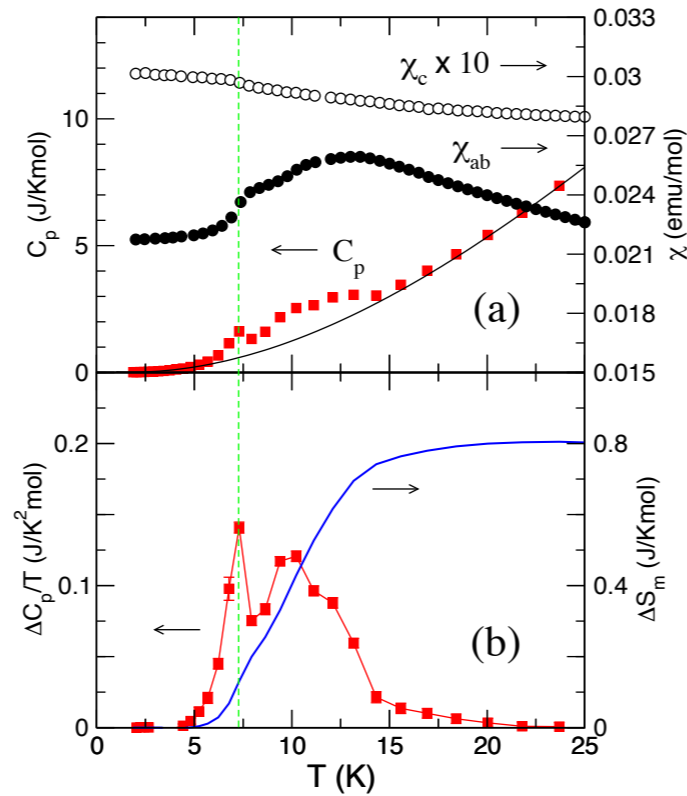 χc x 10
χab
Cp
(a)
Cp (J/Kmol)
0
5
10
χ (emu/mol)
0.033
0.03
0.027
0.024
0.021
0.018
0.015
(b)
ΔCp/T (J/K²mol)
0.2
0.1
0
ΔSm (J/Kmol)
0.8
0.4
0
0 5 10 15 20 25
T (K)